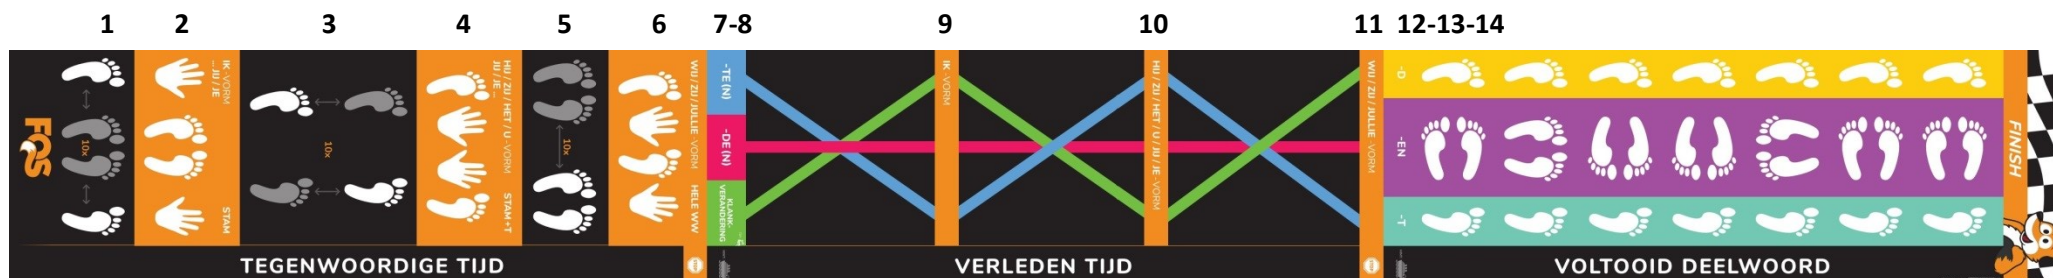 1 2 3 4 5 6 7-8 9 10 11 12-13-14
FOS
10x
IK-VORM
... JIJ / JE
STAM
10x
HIJ / ZIJ / HET / U-VORM
JIJ / JE ...
STAM+T
10x
WIJ / ZIJ / JULLIE-VORM
HELE WW
-TE(N)
-DE(N)
KLANK-
VERANDERING
IK-VORM
HIJ / ZIJ / HET / U / JIJ / JE-VORM
WIJ / ZIJ / JULLIE-VORM
-D
-EN
-T
FINISH
TEGENWOORDIGE TIJD
VERLEDEN TIJD
VOLTOOID DEELWOORD